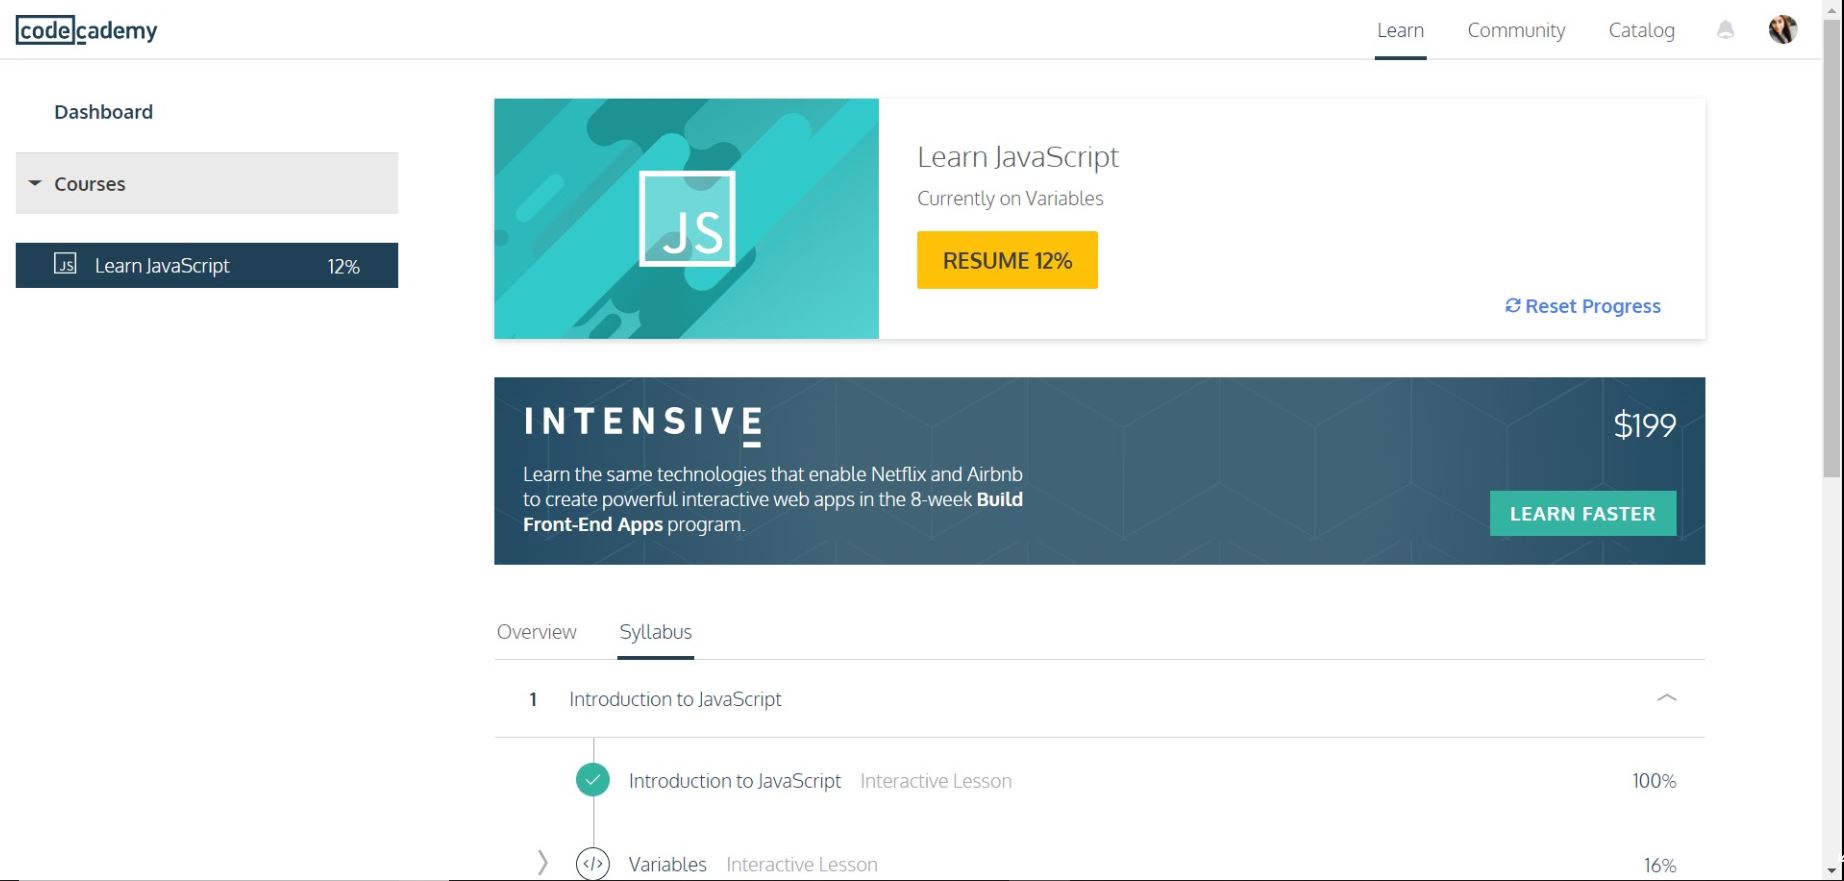 codecademy
Learn
Community
Catalog
Dashboard
Courses
JS
Learn JavaScript
12%
JS
Learn JavaScript
Currently on Variables
RESUME 12%
Reset Progress
INTENSIVE
$199
Learn the same technologies that enable Netflix and Airbnb
to create powerful interactive web apps in the 8-week Build
Front-End Apps program.
LEARN FASTER
Overview
Syllabus
1 Introduction to JavaScript
Introduction to JavaScript Interactive Lesson 100%
</> Variables Interactive Lesson 16%